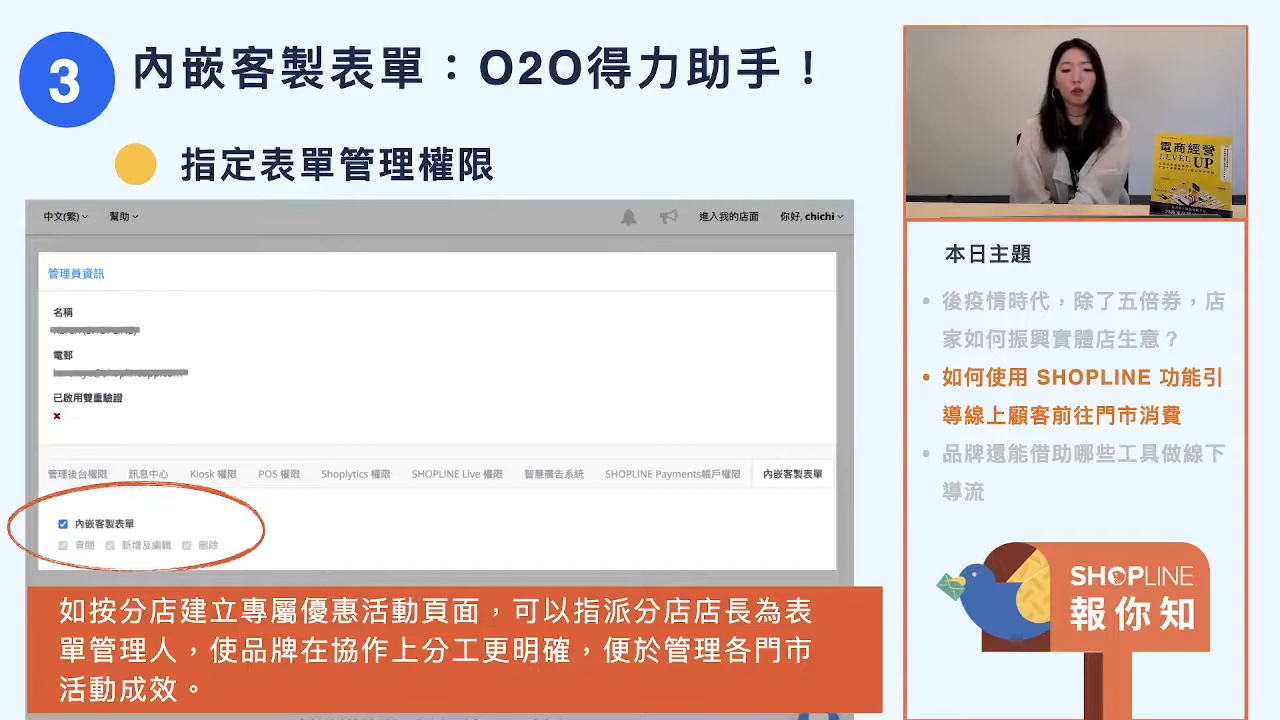 3
內嵌客製表單：O2O得力助手！
指定表單管理權限
中文(繁)
幫助
進入我的店面
你好, chichi
管理員資訊
名稱
電郵
已啟用雙重驗證
管理後台權限
訊息中心
Kiosk 權限
POS 權限
Shoplytics 權限
SHOPLINE Live 權限
智慧廣告系統
SHOPLINE Payments帳戶權限
內嵌客製表單
內嵌客製表單
查閱
新增及編輯
刪除
如按分店建立專屬優惠活動頁面，可以指派分店店長為表
單管理人，使品牌在協作上分工更明確，便於管理各門市
活動成效。
電商經營
LEVEL UP
本日主題
• 後疫情時代，除了五倍券，店
家如何振興實體店生意？
• 如何使用 SHOPLINE 功能引
導線上顧客前往門市消費
• 品牌還能借助哪些工具做線下
導流
SHOPLINE
報你知